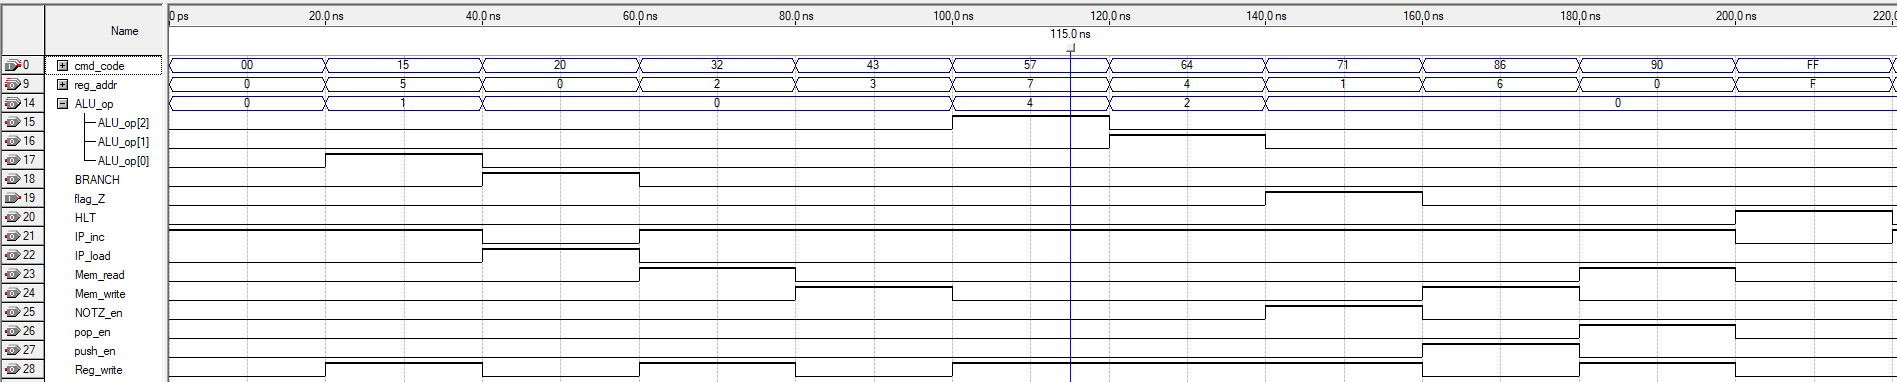 0 ps 20.0 ns 40.0 ns 60.0 ns 80.0 ns 100.0 ns 120.0 ns 140.0 ns 160.0 ns 180.0 ns 200.0 ns 220.0
Name
115.0 ns
0 cmd_code 00 15 20 32 43 57 64 71 86 90 FF
9 reg_addr 0 5 0 2 3 7 4 1 6 0 F
14 ALU_op 0 1 0 4 2 0
15 ALU_op[2]
16 ALU_op[1]
17 ALU_op[0]
18 BRANCH
19 flag_Z
20 HLT
21 IP_inc
22 IP_load
23 Mem_read
24 Mem_write
25 NOTZ_en
26 pop_en
27 push_en
28 Reg_write